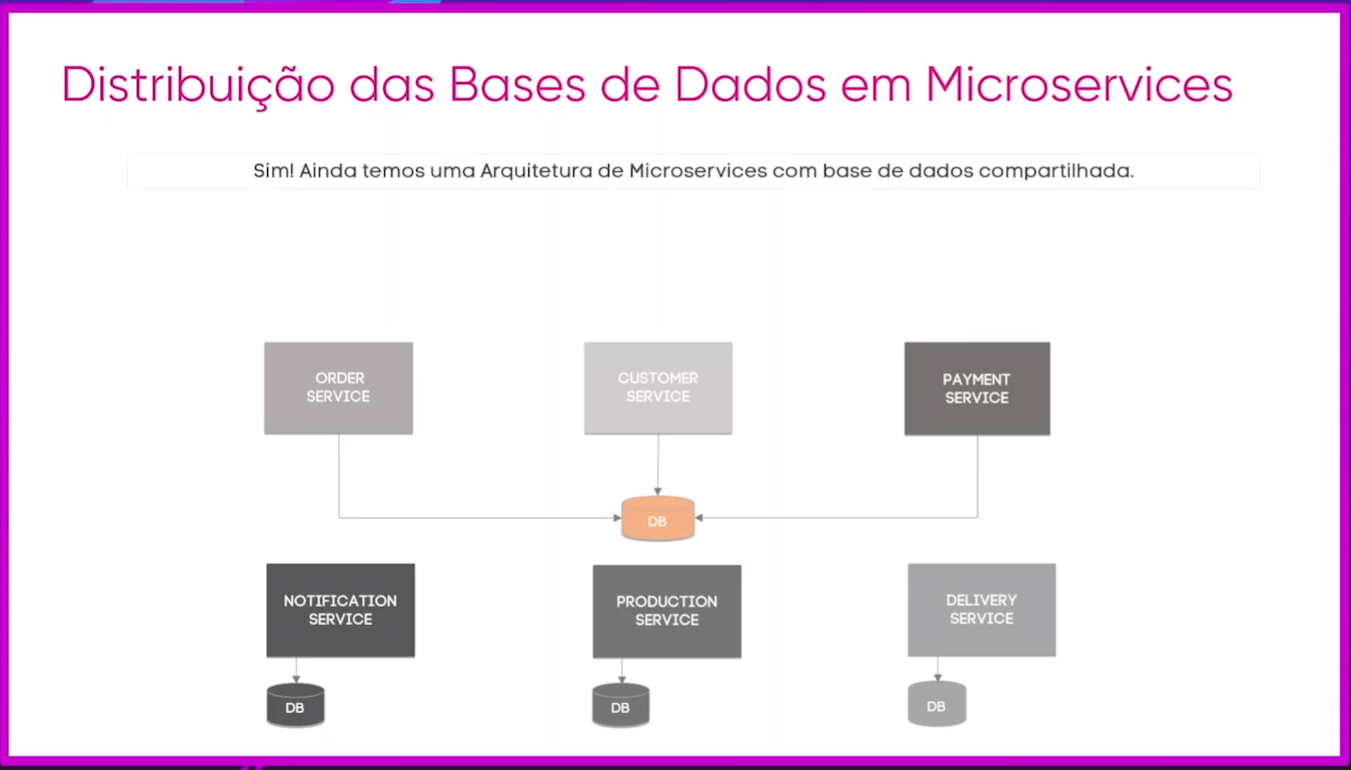 Distribuição das Bases de Dados em Microservices
Sim! Ainda temos uma Arquitetura de Microservices com base de dados compartilhada.
ORDER
SERVICE
CUSTOMER
SERVICE
PAYMENT
SERVICE
DB
NOTIFICATION
SERVICE
PRODUCTION
SERVICE
DELIVERY
SERVICE
DB
DB
DB